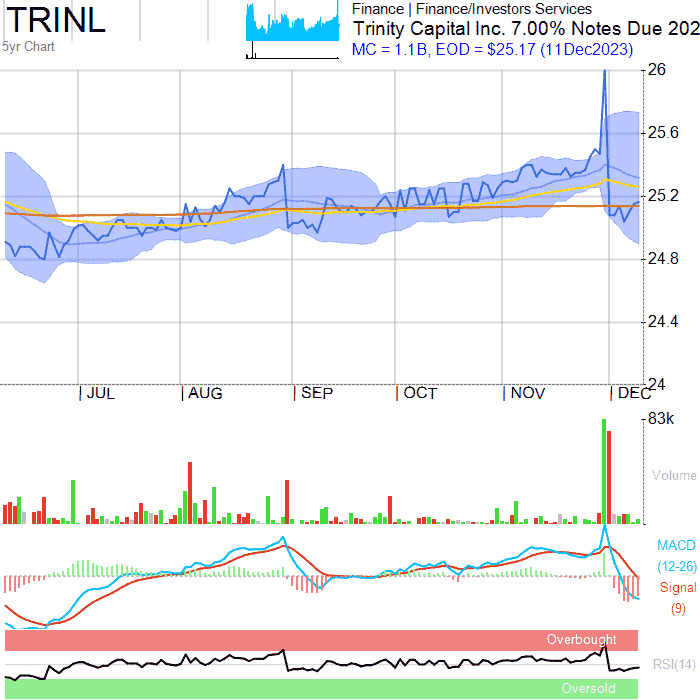 TRINL
Finance | Finance/Investors Services
5yr Chart
Trinity Capital Inc. 7.00% Notes Due 202
MC = 1.1B, EOD = $25.17 (11Dec2023)
26
25.6
25.2
24.8
24.4
24
|JUL |AUG |SEP |OCT |NOV |DEC
83k
Volume
MACD
(12-26)
Signal
(9)
Overbought
RSI(14)
Oversold